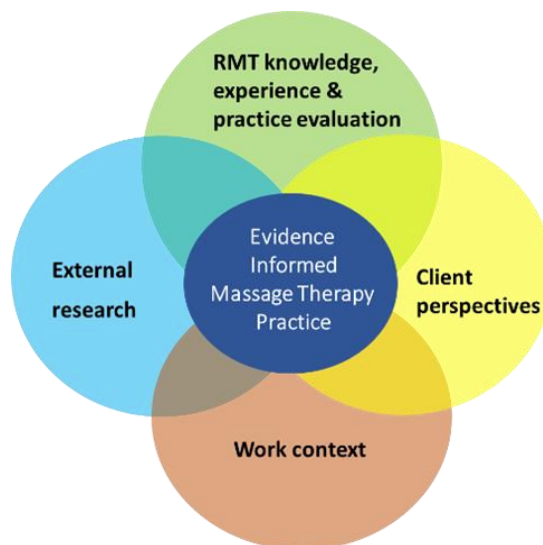 RMT knowledge,
experience &
practice evaluation
External
research
Evidence
Informed
Massage Therapy
Practice
Client
perspectives
Work context